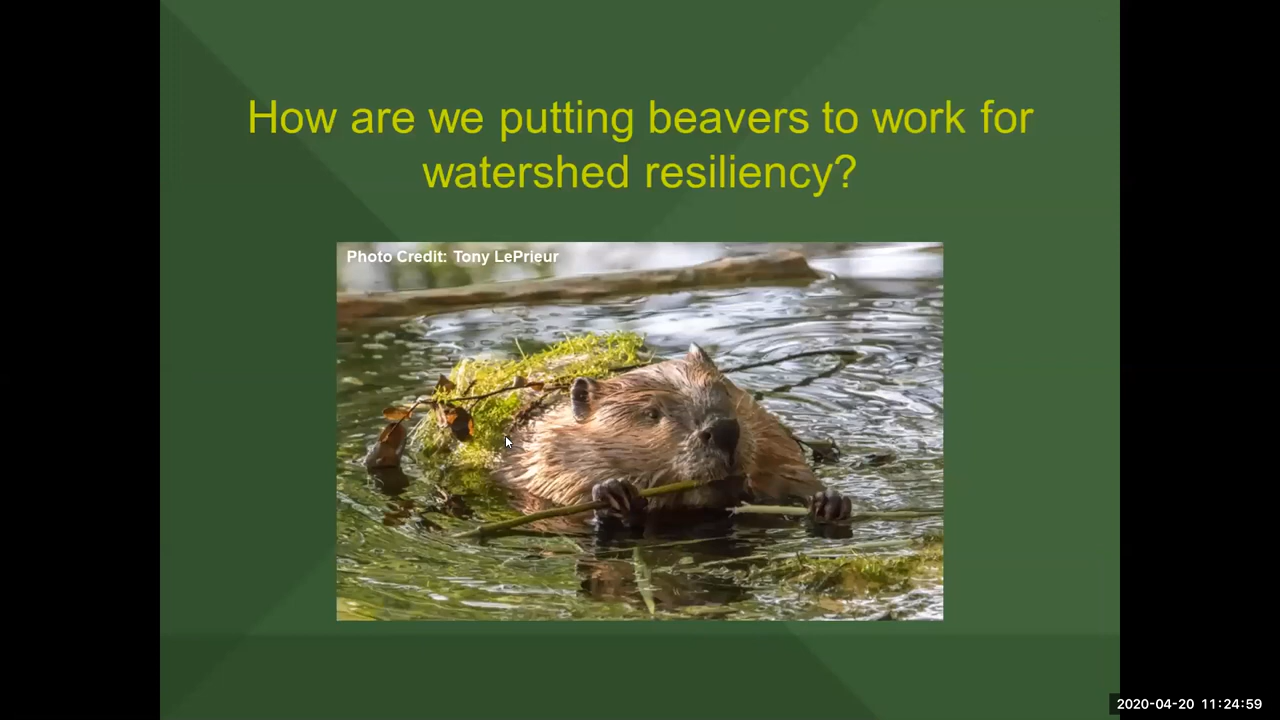 How are we putting beavers to work for
watershed resiliency?
Photo Credit: Tony LePrieur
2020-04-20 11:24:59